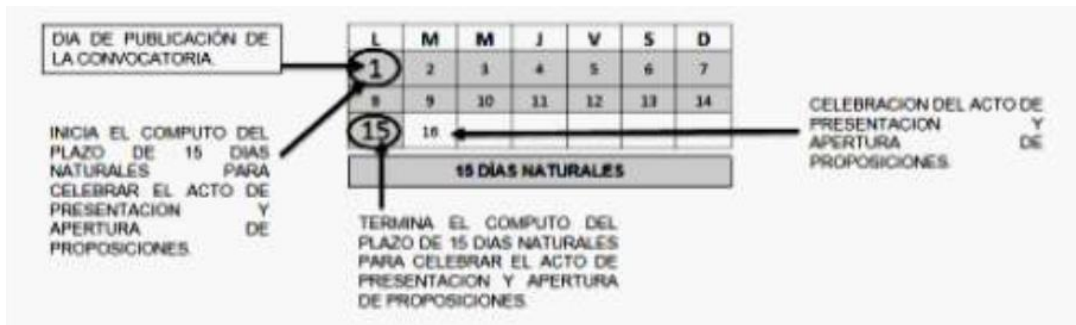 DIA DE PUBLICACIÓN DE
LA CONVOCATORIA.
INICIA EL COMPUTO DEL
PLAZO DE 15 DIAS
NATURALES PARA
CELEBRAR EL ACTO DE
PRESENTACION Y
APERTURA DE
PROPOSICIONES.
L M M J V S D
1 2 3 4 5 6 7
8 9 10 11 12 13 14
15 16
15 DÍAS NATURALES
TERMINA EL COMPUTO DEL
PLAZO DE 15 DIAS NATURALES
PARA CELEBRAR EL ACTO DE
PRESENTACION Y APERTURA
DE PROPOSICIONES.
CELEBRACION DEL ACTO DE
PRESENTACION Y
APERTURA DE
PROPOSICIONES.